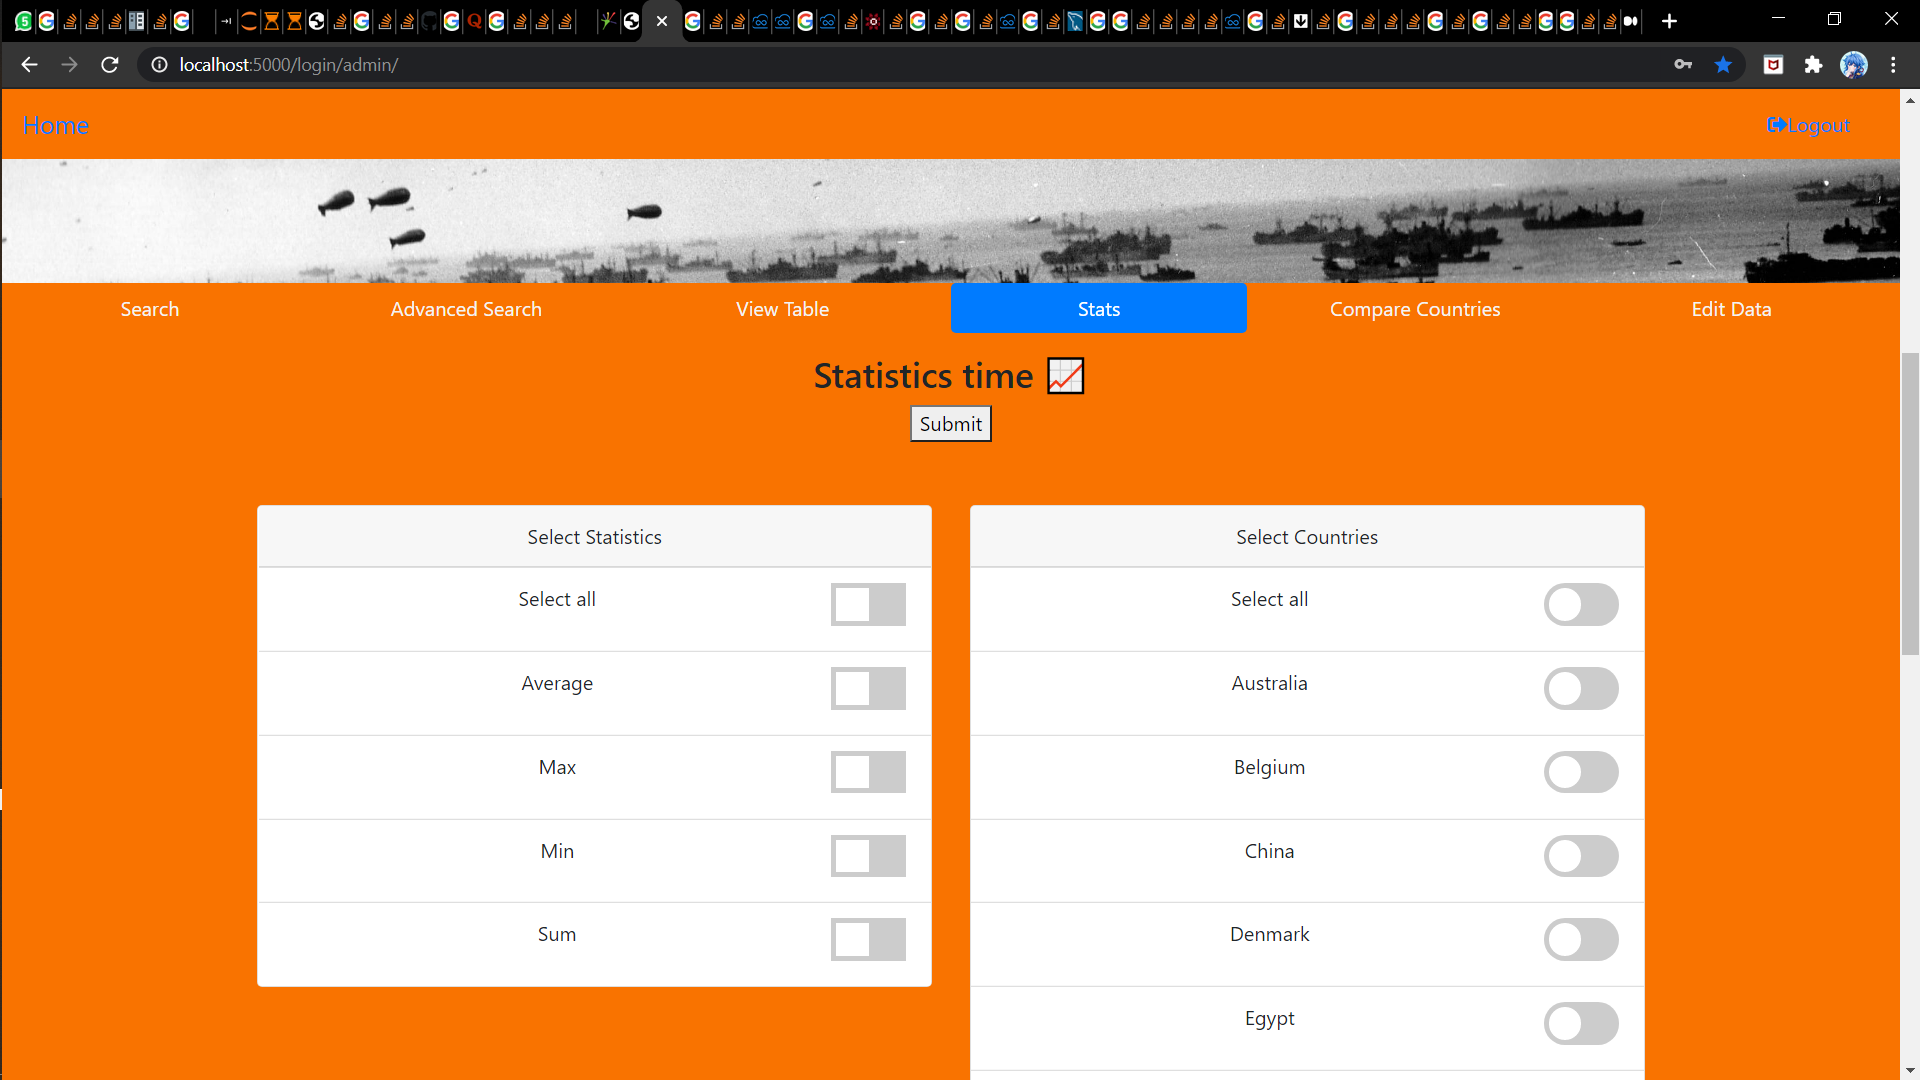 localhost:5000/login/admin/
Home
Logout
Search Advanced Search View Table Stats Compare Countries Edit Data
Statistics time
Submit
Select Statistics
Select all
Average
Max
Min
Sum
Select Countries
Select all
Australia
Belgium
China
Denmark
Egypt